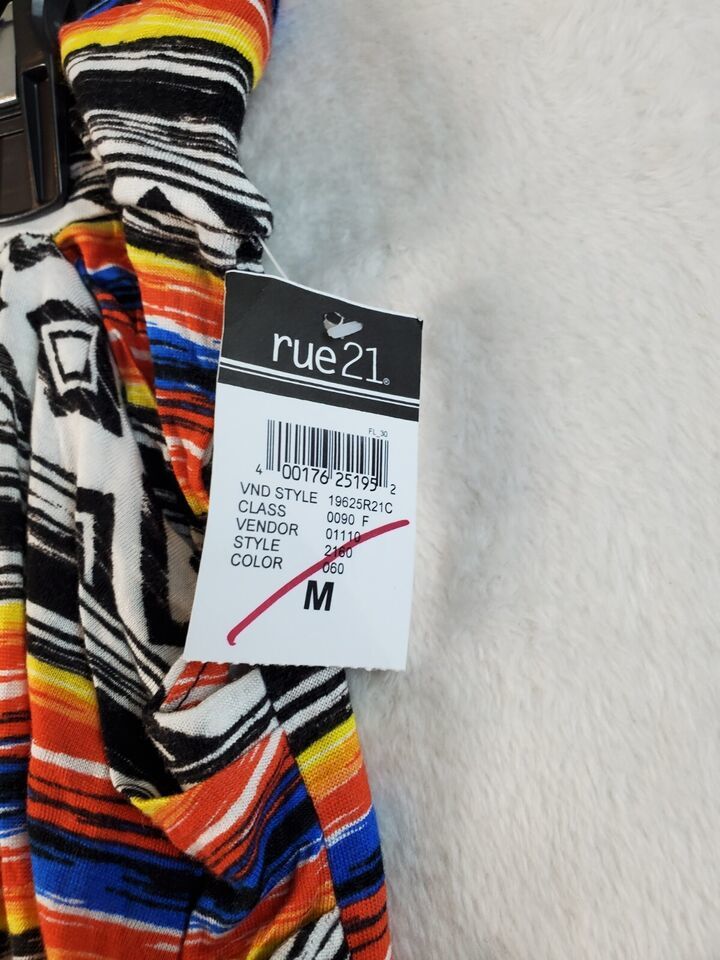 rue21®
FL_30
4 00176 25195 2
VND STYLE 19625R21C
CLASS 0090 F
VENDOR 01110
STYLE 2160
COLOR 060
M